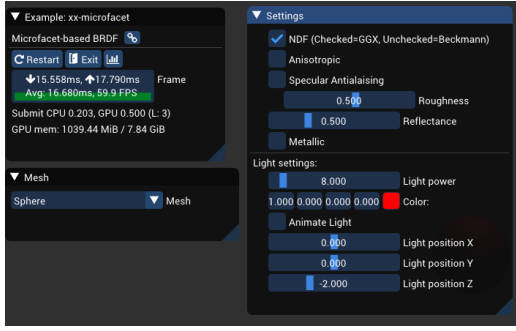 Example: xx-microfacet
Microfacet-based BRDF
Restart Exit
15.558ms, 17.790ms Frame
Avg: 16.680ms, 59.9 FPS
Submit CPU 0.203, GPU 0.500 (L: 3)
GPU mem: 1039.44 MiB / 7.84 GiB
Mesh
Sphere Mesh
Settings
NDF (Checked=GGX, Unchecked=Beckmann)
Anisotropic
Specular Antialaising
0.500 Roughness
0.500 Reflectance
Metallic
Light settings:
8.000 Light power
1.000 0.000 0.000 0.000 Color:
Animate Light
0.000 Light position X
0.000 Light position Y
-2.000 Light position Z